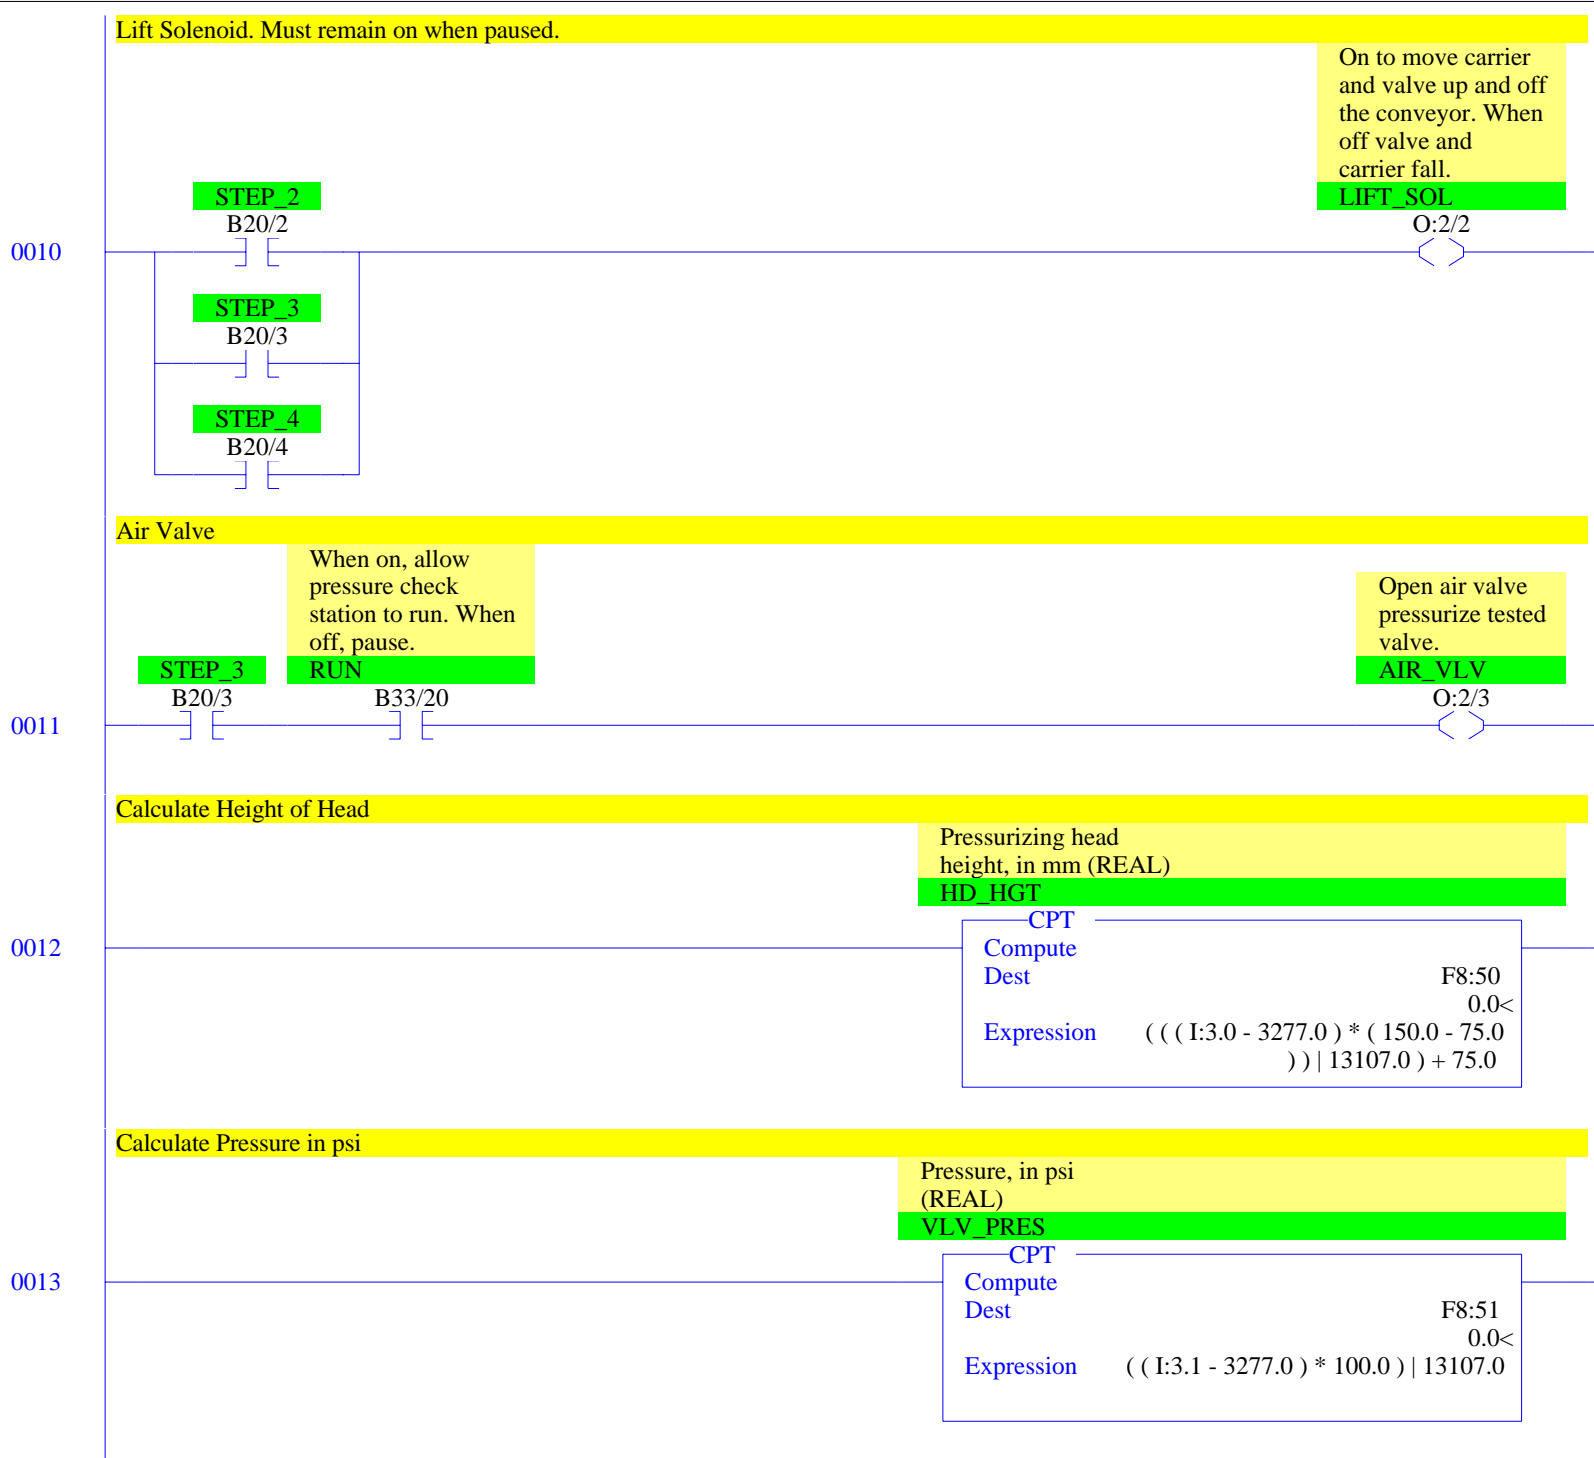 Lift Solenoid. Must remain on when paused.
On to move carrier
and valve up and off
the conveyor. When
off valve and
carrier fall.
LIFT_SOL
O:2/2
STEP_2
B20/2
0010
STEP_3
B20/3
STEP_4
B20/4
Air Valve
When on, allow
pressure check
station to run. When
off, pause.
RUN
B33/20
Open air valve
pressurize tested
valve.
AIR_VLV
O:2/3
STEP_3
B20/3
0011
Calculate Height of Head
Pressurizing head
height, in mm (REAL)
HD_HGT
0012
CPT
Compute
Dest F8:50
0.0<
Expression ( ( ( I:3.0 - 3277.0 ) * ( 150.0 - 75.0
) ) | 13107.0 ) + 75.0
Calculate Pressure in psi
Pressure, in psi
(REAL)
VLV_PRES
0013
CPT
Compute
Dest F8:51
0.0<
Expression ( ( I:3.1 - 3277.0 ) * 100.0 ) | 13107.0